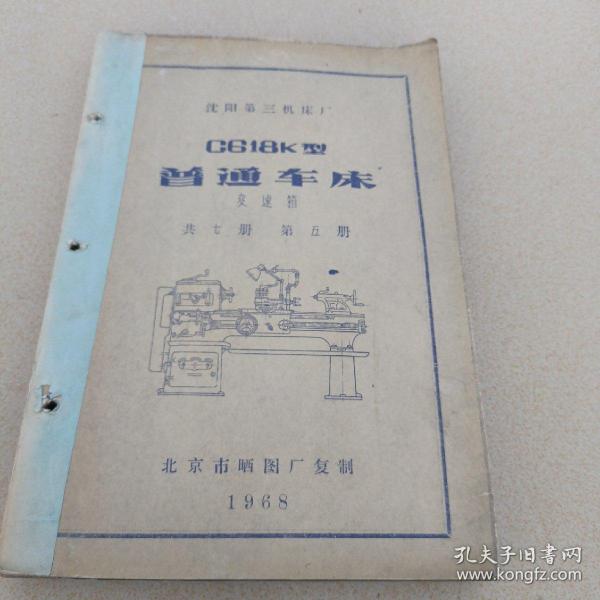 沈阳第三机床厂
C618K型
普通车床
变速箱
共七册 第五册
北京市晒图厂复制
1968
孔夫子旧书网
www.kongfz.com